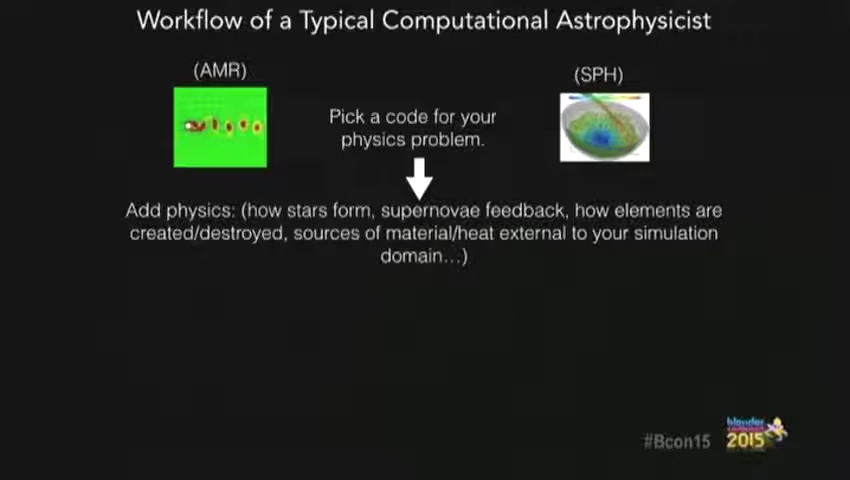 Workflow of a Typical Computational Astrophysicist
(AMR)
(SPH)
Pick a code for your
physics problem.
Add physics: (how stars form, supernovae feedback, how elements are
created/destroyed, sources of material/heat external to your simulation
domain...)
#Bcon15
blender
2015